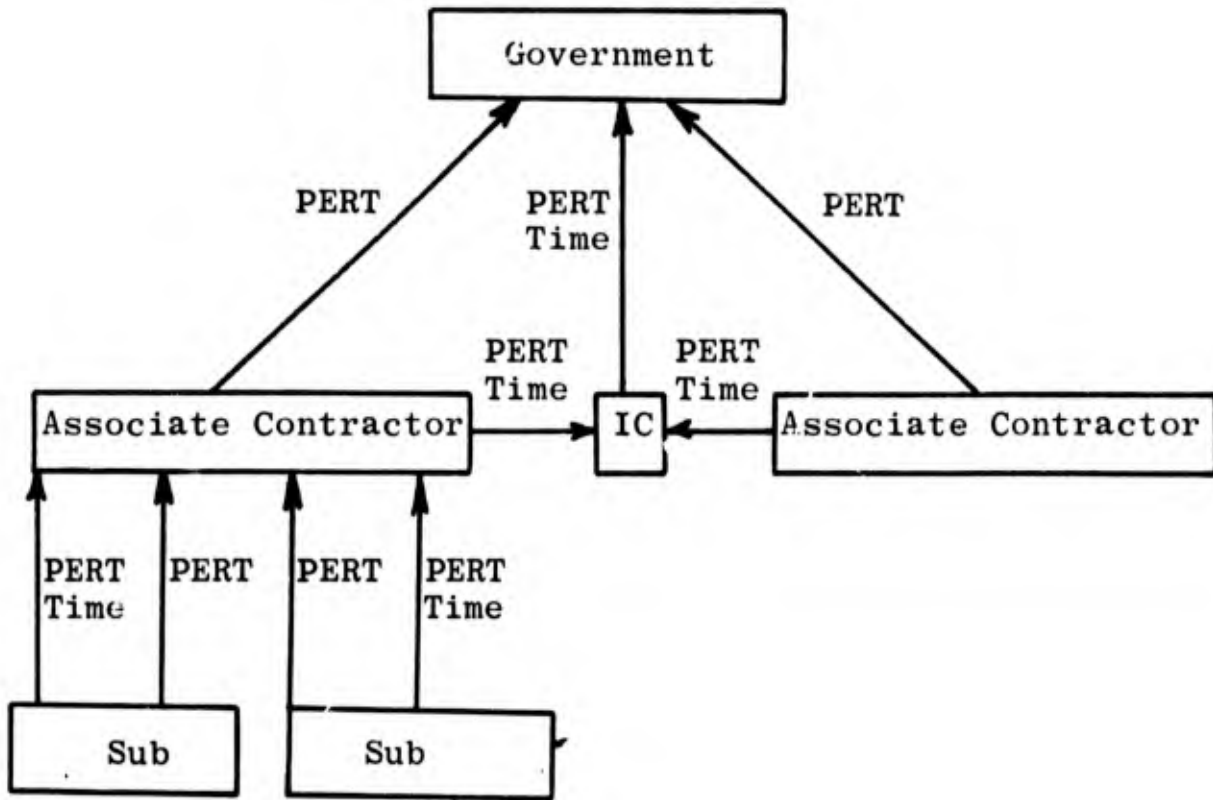 Government
PERT
PERT
Time
PERT
PERT
Time
PERT
Time
Associate Contractor
IC
Associate Contractor
PERT
Time
PERT
PERT
PERT
Time
Sub
Sub